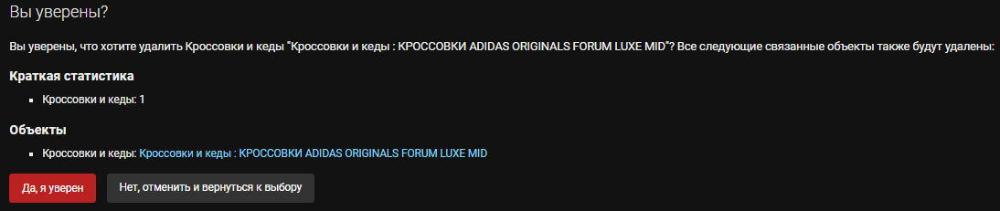 Вы уверены?
Вы уверены, что хотите удалить Кроссовки и кеды "Кроссовки и кеды : КРОССОВКИ ADIDAS ORIGINALS FORUM LUXE MID"? Все следующие связанные объекты также будут удалены:
Краткая статистика
Кроссовки и кеды: 1
Объекты
Кроссовки и кеды: Кроссовки и кеды : КРОССОВКИ ADIDAS ORIGINALS FORUM LUXE MID
Да, я уверен
Нет, отменить и вернуться к выбору